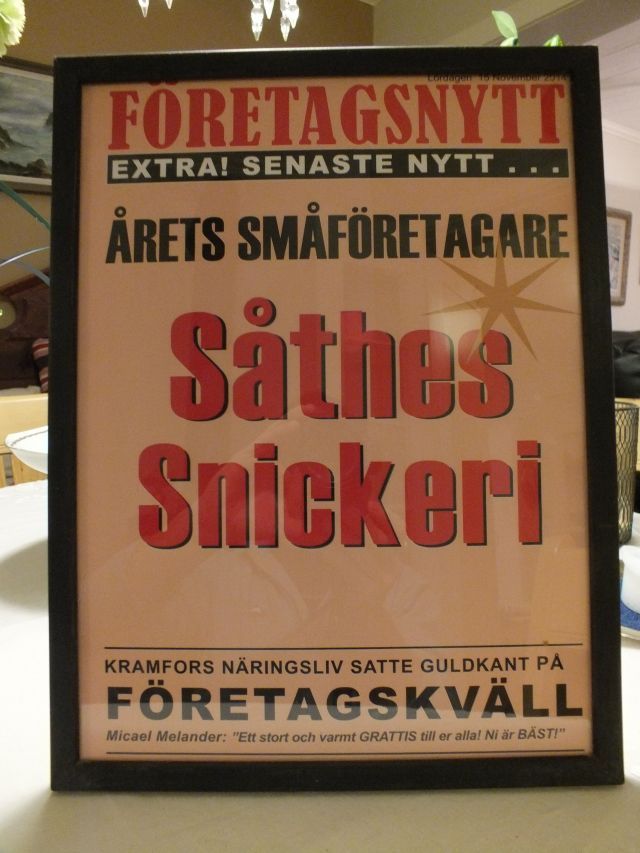 Lördagen 15 November
FÖRETAGSNYTT
EXTRA! SENASTE NYTT . . .
ÅRETS SMÅFÖRETAGARE
Såthes
Snickeri
KRAMFORS NÄRINGSLIV SATTE GULDKANT PÅ
FÖRETAGSKVÄLL
Micael Melander: "Ett stort och varmt GRATTIS till er alla! Ni är BÄST!"